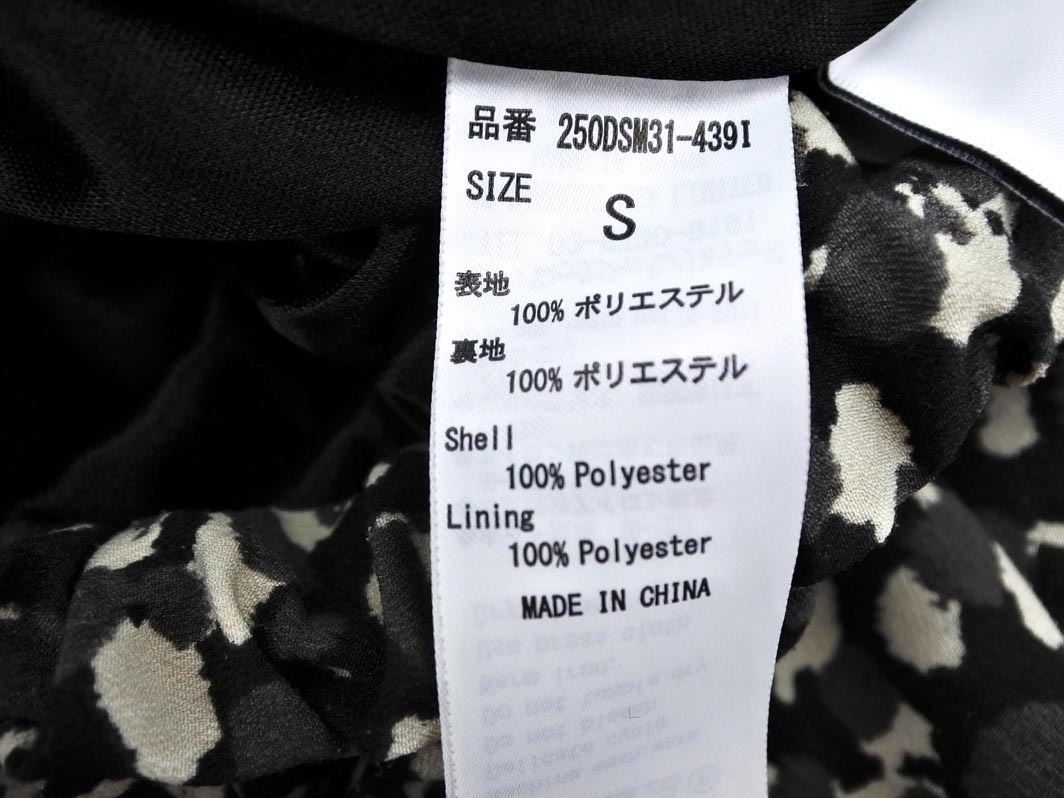 品番 250DSM31-439I
SIZE
S
表地
100% ポリエステル
裏地
100% ポリエステル
Shell
100% Polyester
Lining
100% Polyester
MADE IN CHINA